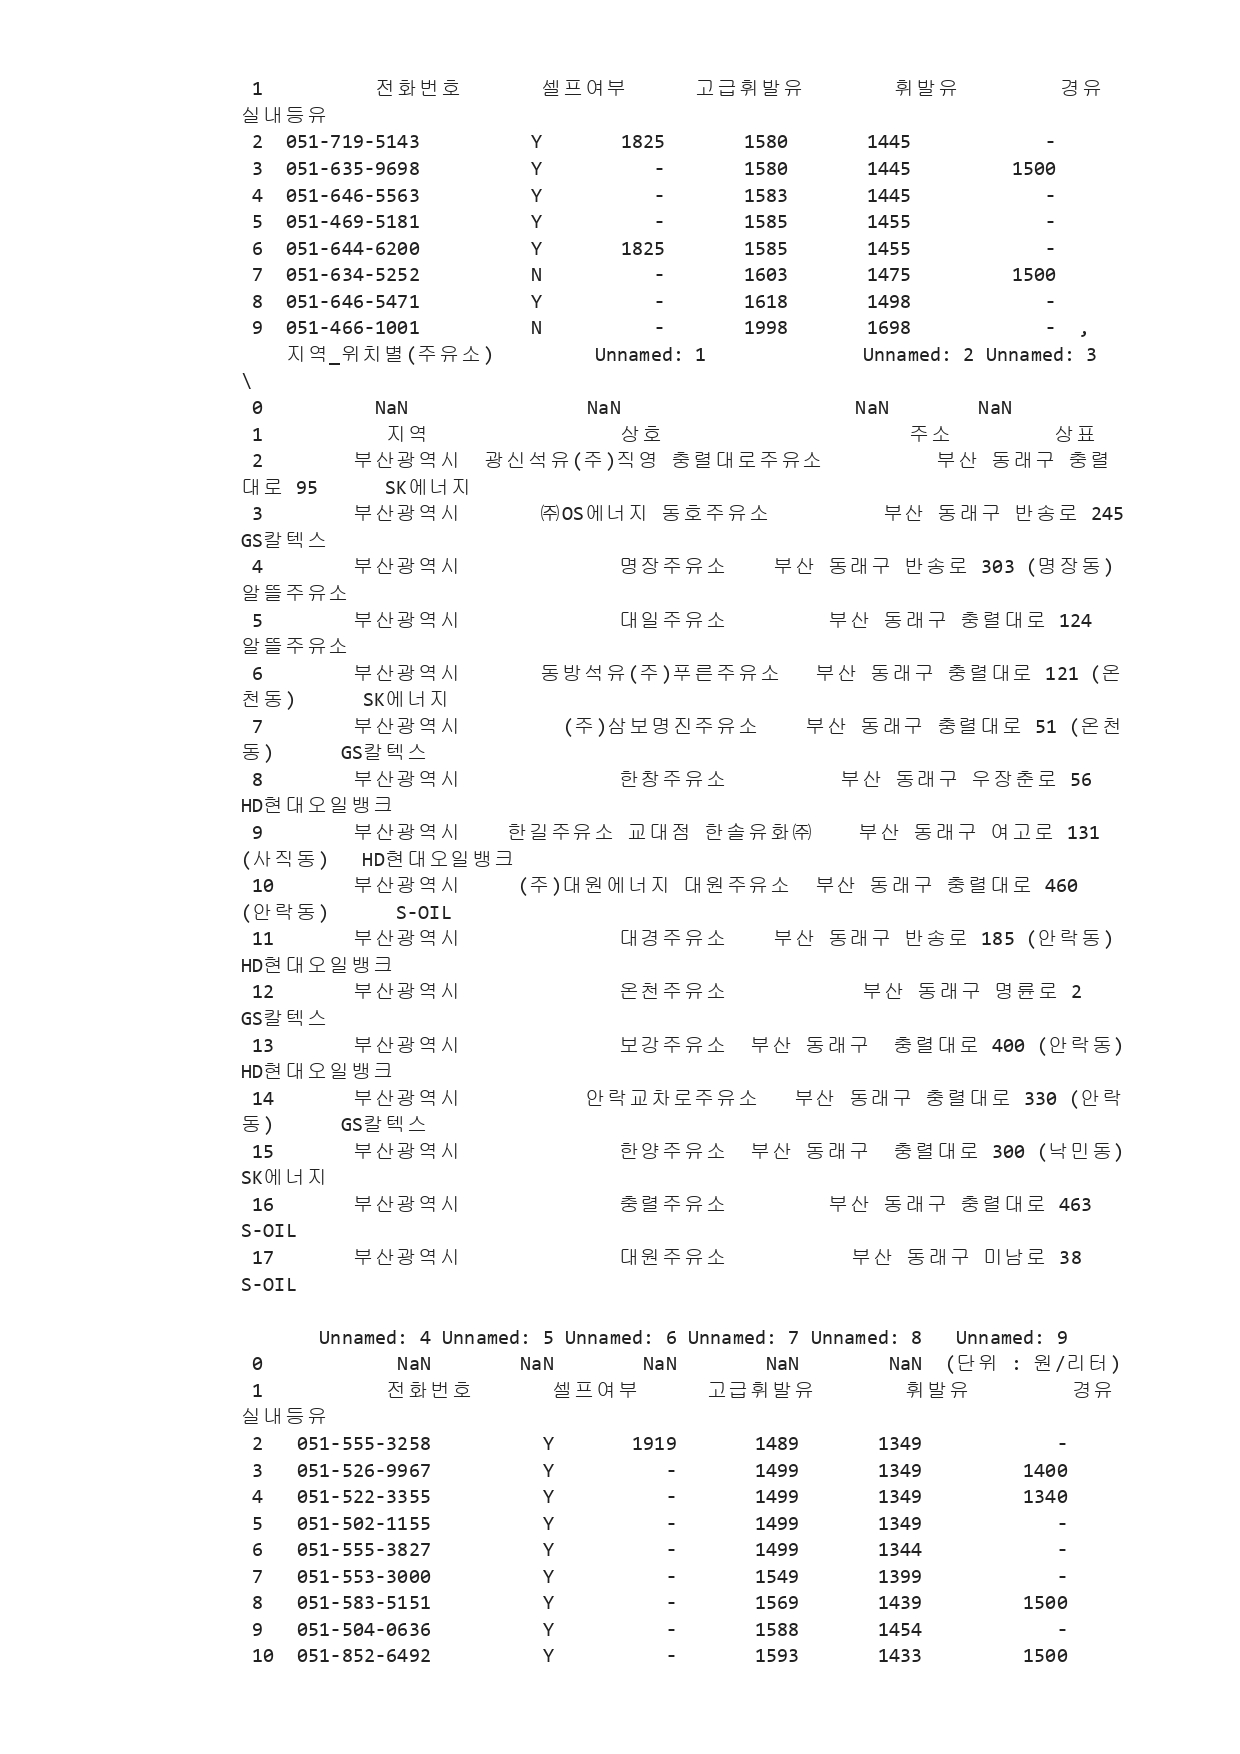 1 전화번호 셀프여부 고급휘발유 휘발유 경유
실내등유
2 051-719-5143 Y 1825 1580 1445 -
3 051-635-9698 Y - 1580 1445 1500
4 051-646-5563 Y - 1583 1445 -
5 051-469-5181 Y - 1585 1455 -
6 051-644-6200 Y 1825 1585 1455 -
7 051-634-5252 N - 1603 1475 1500
8 051-646-5471 Y - 1618 1498 -
9 051-466-1001 N - 1998 1698 - ,
지역_위치별(주유소) Unnamed: 1 Unnamed: 2 Unnamed: 3
\
0 NaN NaN NaN NaN
1 지역 상호 주소 상표
2 부산광역시 광신석유(주)직영 충렬대로주유소 부산 동래구 충렬
대로 95 SK에너지
3 부산광역시 ㈜OS에너지 동호주유소 부산 동래구 반송로 245
GS칼텍스
4 부산광역시 명장주유소 부산 동래구 반송로 303 (명장동)
알뜰주유소
5 부산광역시 대일주유소 부산 동래구 충렬대로 124
알뜰주유소
6 부산광역시 동방석유(주)푸른주유소 부산 동래구 충렬대로 121 (온
천동) SK에너지
7 부산광역시 (주)삼보명진주유소 부산 동래구 충렬대로 51 (온천
동) GS칼텍스
8 부산광역시 한창주유소 부산 동래구 우장춘로 56
HD현대오일뱅크
9 부산광역시 한길주유소 교대점 한솔유화㈜ 부산 동래구 여고로 131
(사직동) HD현대오일뱅크
10 부산광역시 (주)대원에너지 대원주유소 부산 동래구 충렬대로 460
(안락동) S-OIL
11 부산광역시 대경주유소 부산 동래구 반송로 185 (안락동)
HD현대오일뱅크
12 부산광역시 온천주유소 부산 동래구 명륜로 2
GS칼텍스
13 부산광역시 보강주유소 부산 동래구 충렬대로 400 (안락동)
HD현대오일뱅크
14 부산광역시 안락교차로주유소 부산 동래구 충렬대로 330 (안락
동) GS칼텍스
15 부산광역시 한양주유소 부산 동래구 충렬대로 300 (낙민동)
SK에너지
16 부산광역시 충렬주유소 부산 동래구 충렬대로 463
S-OIL
17 부산광역시 대원주유소 부산 동래구 미남로 38
S-OIL
Unnamed: 4 Unnamed: 5 Unnamed: 6 Unnamed: 7 Unnamed: 8 Unnamed: 9
0 NaN NaN NaN NaN NaN (단위 : 원/리터)
1 전화번호 셀프여부 고급휘발유 휘발유 경유
실내등유
2 051-555-3258 Y 1919 1489 1349 -
3 051-526-9967 Y - 1499 1349 1400
4 051-522-3355 Y - 1499 1349 1340
5 051-502-1155 Y - 1499 1349 -
6 051-555-3827 Y - 1499 1344 -
7 051-553-3000 Y - 1549 1399 -
8 051-583-5151 Y - 1569 1439 1500
9 051-504-0636 Y - 1588 1454 -
10 051-852-6492 Y - 1593 1433 1500